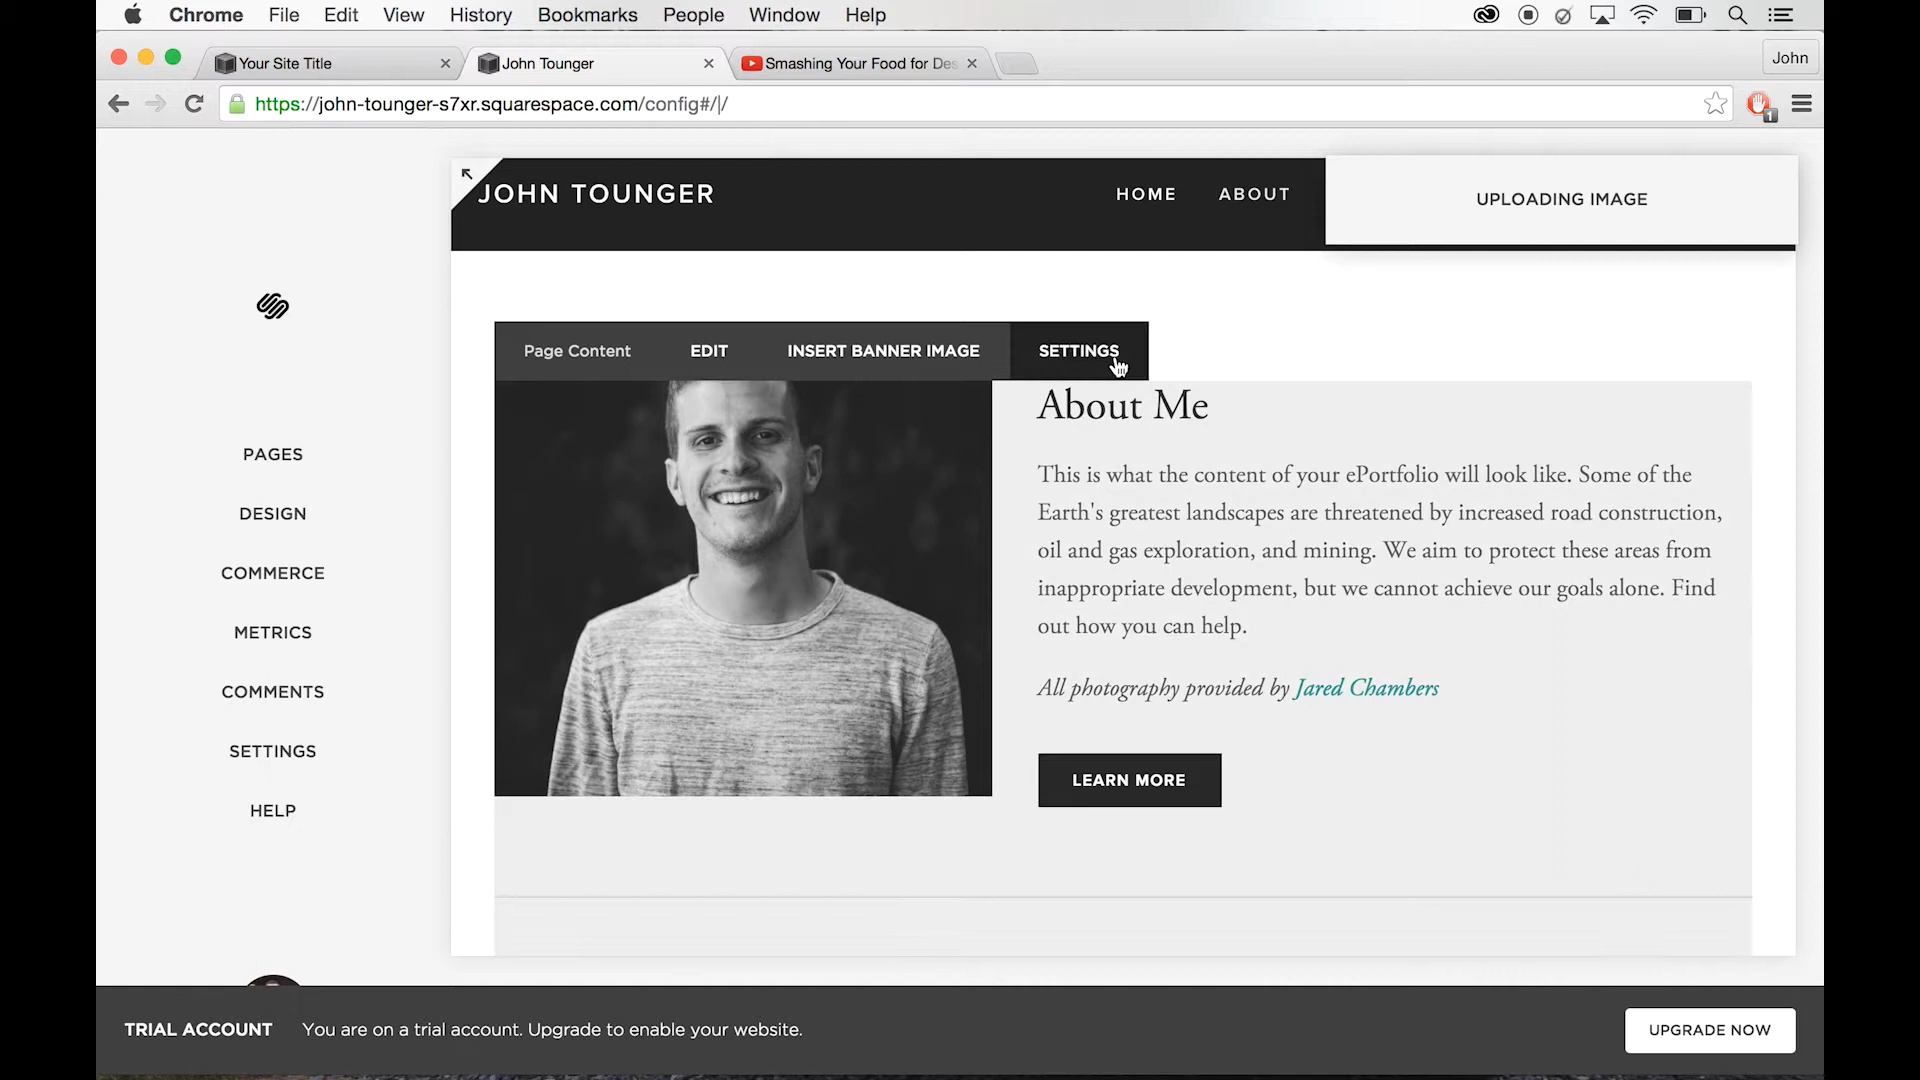 Chrome File Edit View History Bookmarks People Window Help
Your Site Title
John Tounger
Smashing Your Food for Des
John
https://john-tounger-s7xr.squarespace.com/config#/|/
1
JOHN TOUNGER
HOME
ABOUT
UPLOADING IMAGE
Page Content
EDIT
INSERT BANNER IMAGE
SETTINGS
About Me
This is what the content of your ePortfolio will look like. Some of the
Earth's greatest landscapes are threatened by increased road construction,
oil and gas exploration, and mining. We aim to protect these areas from
inappropriate development, but we cannot achieve our goals alone. Find
out how you can help.
All photography provided by Jared Chambers
LEARN MORE
PAGES
DESIGN
COMMERCE
METRICS
COMMENTS
SETTINGS
HELP
TRIAL ACCOUNT You are on a trial account. Upgrade to enable your website.
UPGRADE NOW